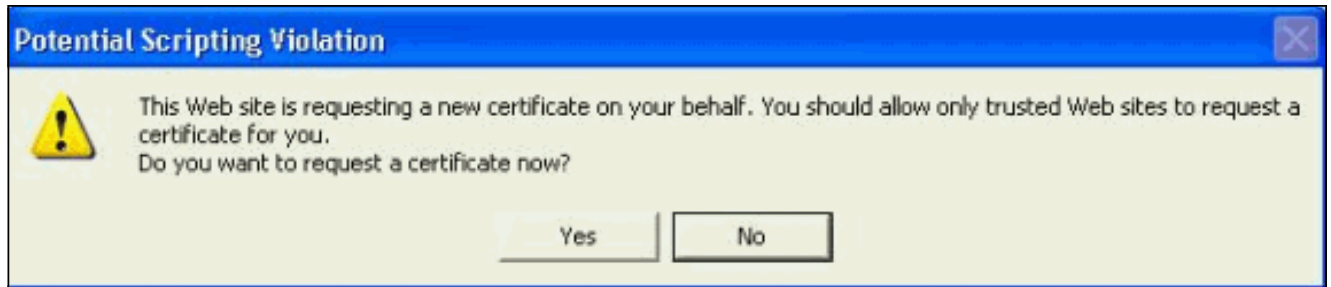 Potential Scripting Violation
This Web site is requesting a new certificate on your behalf. You should allow only trusted Web sites to request a
certificate for you.
Do you want to request a certificate now?
Yes
No